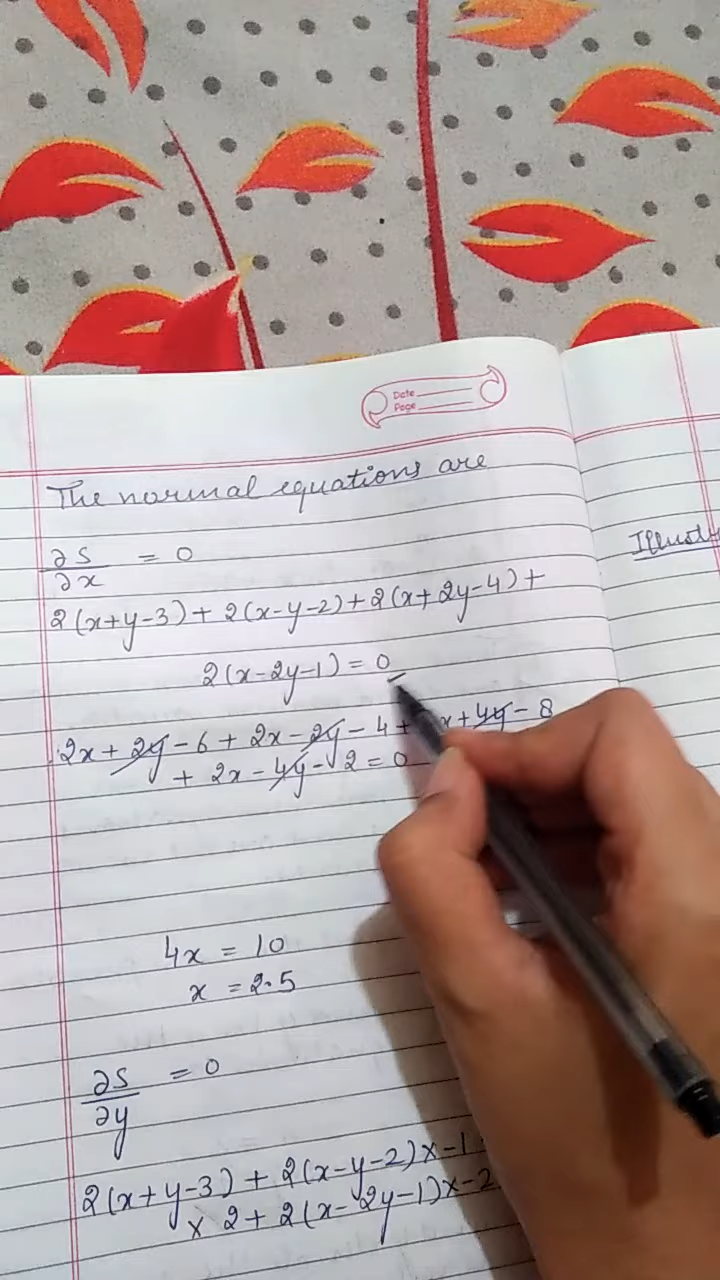 Date
Page
The normal equations are
∂S/∂x = 0
2(x+y-3) + 2(x-y-2) + 2(x+2y-4) +
2(x-2y-1) = 0
2x + 2y - 6 + 2x - 2y - 4 + x + 4y - 8
+ 2x - 4y - 2 = 0
4x = 10
x = 2.5
∂S/∂y = 0
2(x+y-3) + 2(x-y-2)x-1
x 2 + 2(x-2y-1)x-2